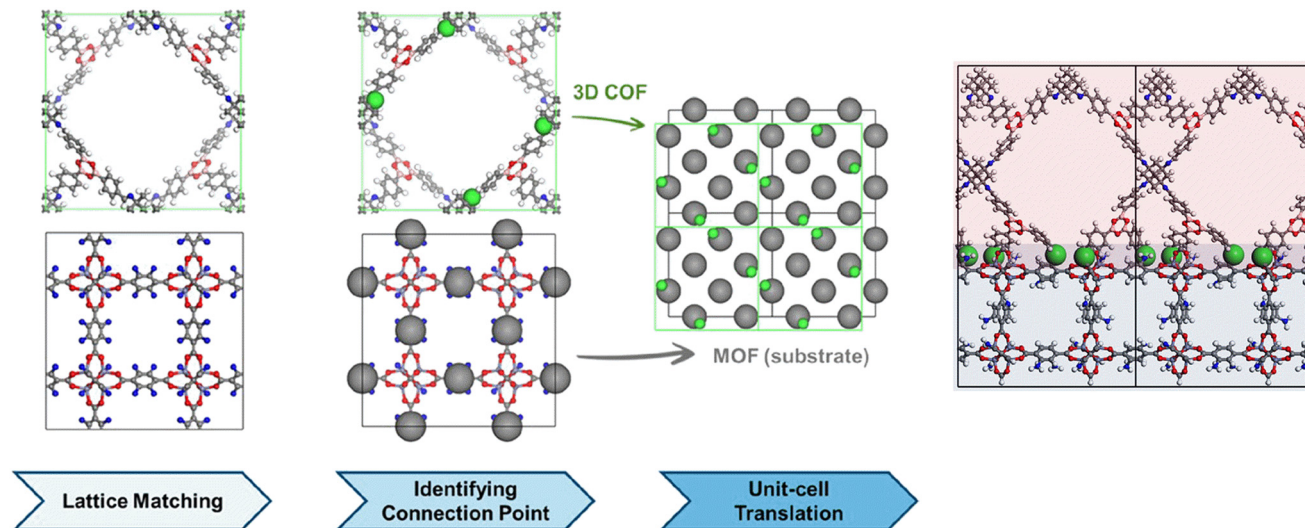 3D COF
MOF (substrate)
Lattice Matching
Identifying
Connection Point
Unit-cell
Translation